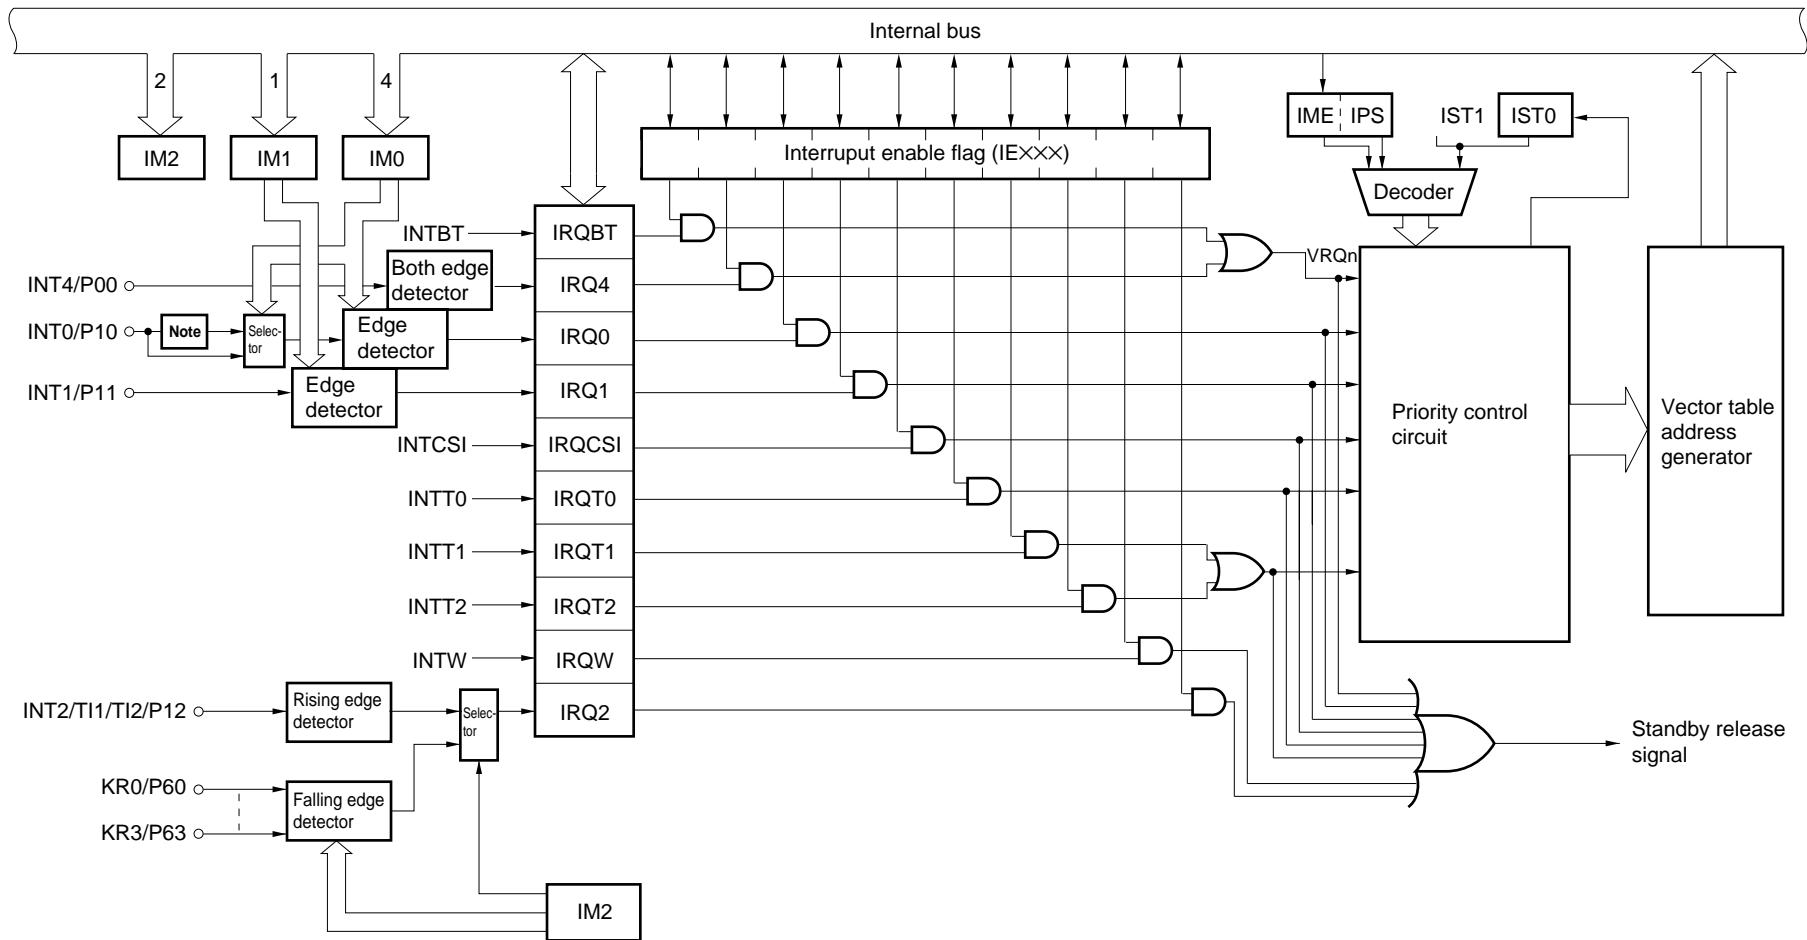 Internal bus
2
1
4
IM2
IM1
IM0
Interruput enable flag (IE×××)
IME
IPS
IST1
IST0
Decoder
INTBT
IRQBT
VRQn
INT4/P00
Both edge
detector
IRQ4
INT0/P10
Note
Selec-
tor
Edge
detector
IRQ0
INT1/P11
Edge
detector
IRQ1
Priority control
circuit
Vector table
address
generator
INTCSI
IRQCSI
INTT0
IRQT0
INTT1
IRQT1
INTT2
IRQT2
INTW
IRQW
INT2/TI1/TI2/P12
Rising edge
detector
Selec-
tor
IRQ2
Standby release
signal
KR0/P60
KR3/P63
Falling edge
detector
IM2